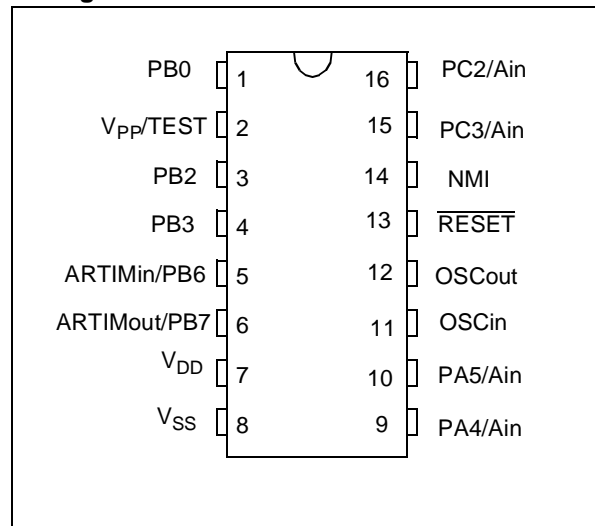 PB0 1 16 PC2/Ain
VPP/TEST 2 15 PC3/Ain
PB2 3 14 NMI
PB3 4 13 RESET
ARTIMin/PB6 5 12 OSCout
ARTIMout/PB7 6 11 OSCin
VDD 7 10 PA5/Ain
VSS 8 9 PA4/Ain